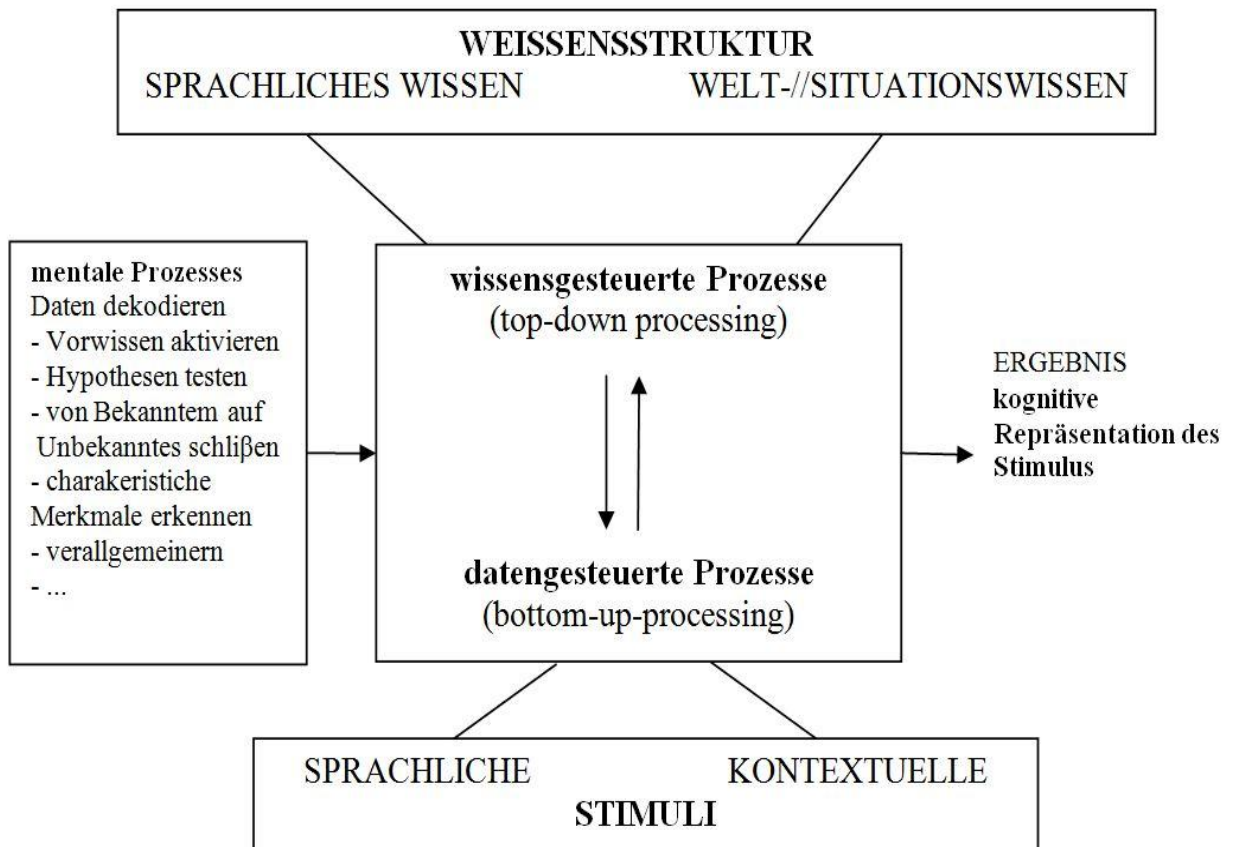 WEISSENSSTRUKTUR
SPRACHLICHES WISSEN WELT-//SITUATIONSWISSEN
mentale Prozesses
Daten dekodieren
- Vorwissen aktivieren
- Hypothesen testen
- von Bekanntem auf
Unbekanntes schlißen
- charakeristiche
Merkmale erkennen
- verallgemeinern
- ...
wissensgesteuerte Prozesse
(top-down processing)
datengesteuerte Prozesse
(bottom-up-processing)
ERGEBNIS
kognitive
Repräsentation des
Stimulus
SPRACHLICHE KONTEXTUELLE
STIMULI